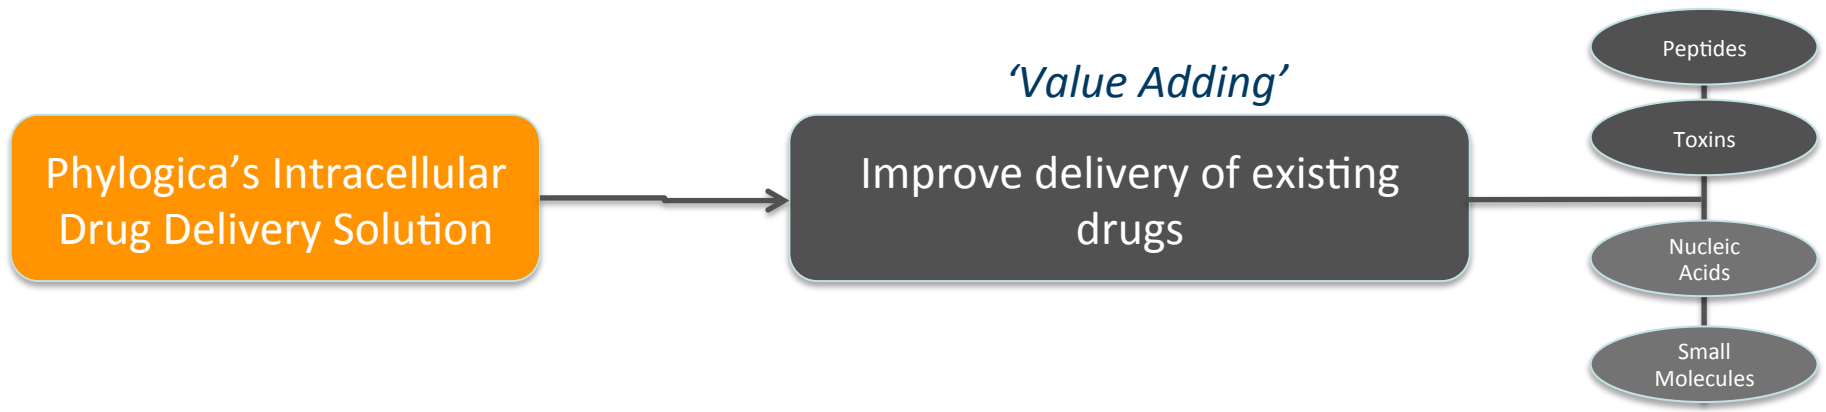 Phylogica’s Intracellular
Drug Delivery Solution
‘Value Adding’
Improve delivery of existing
drugs
Peptides
Toxins
Nucleic
Acids
Small
Molecules